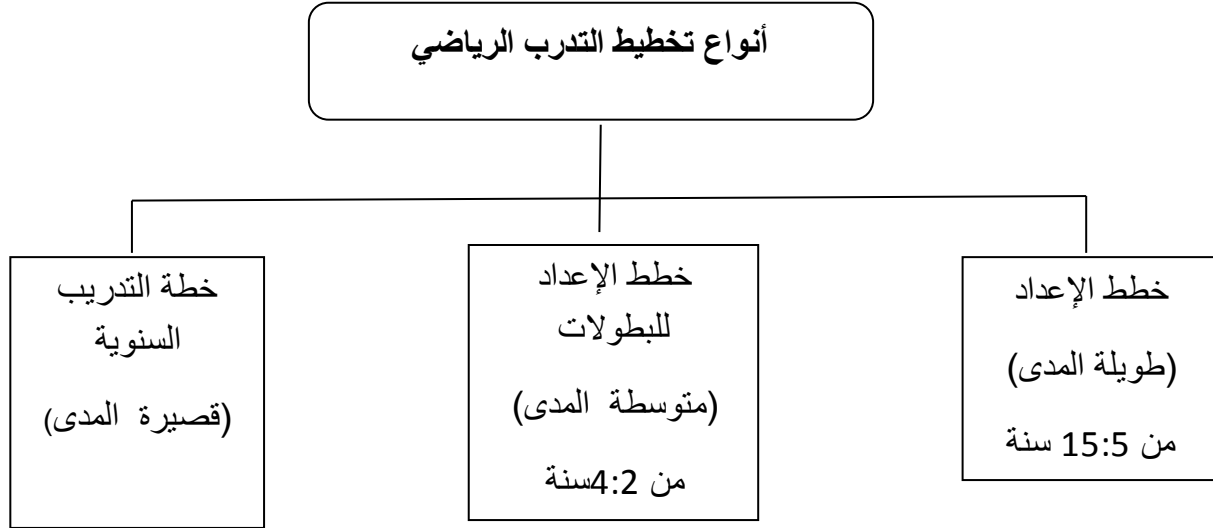 أنواع تخطيط التدرب الرياضي
خطط الإعداد
(طويلة المدى)
من 15:5 سنة
خطط الإعداد
للبطولات
(متوسطة المدى)
من 4:2سنة
خطة التدريب
السنوية
(قصيرة المدى)